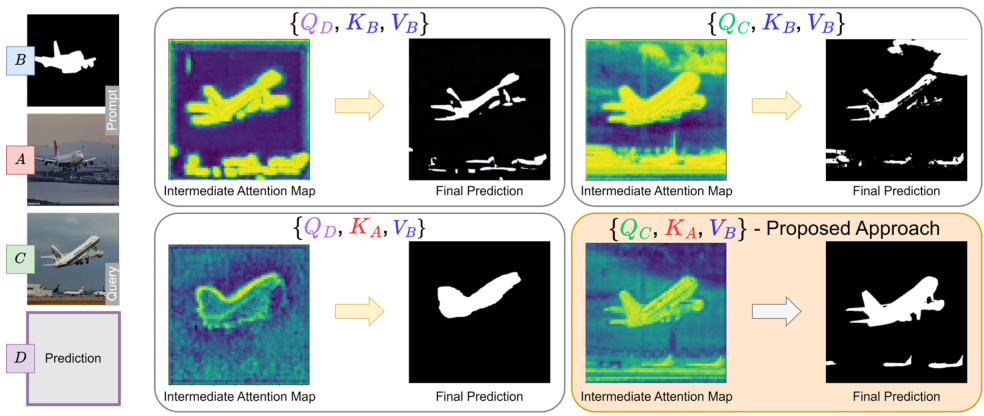 B
Prompt
A
C
Query
D
Prediction
{Q_D, K_B, V_B}
Intermediate Attention Map
Final Prediction
{Q_C, K_B, V_B}
Intermediate Attention Map
Final Prediction
{Q_D, K_A, V_B}
Intermediate Attention Map
Final Prediction
{Q_C, K_A, V_B} - Proposed Approach
Intermediate Attention Map
Final Prediction